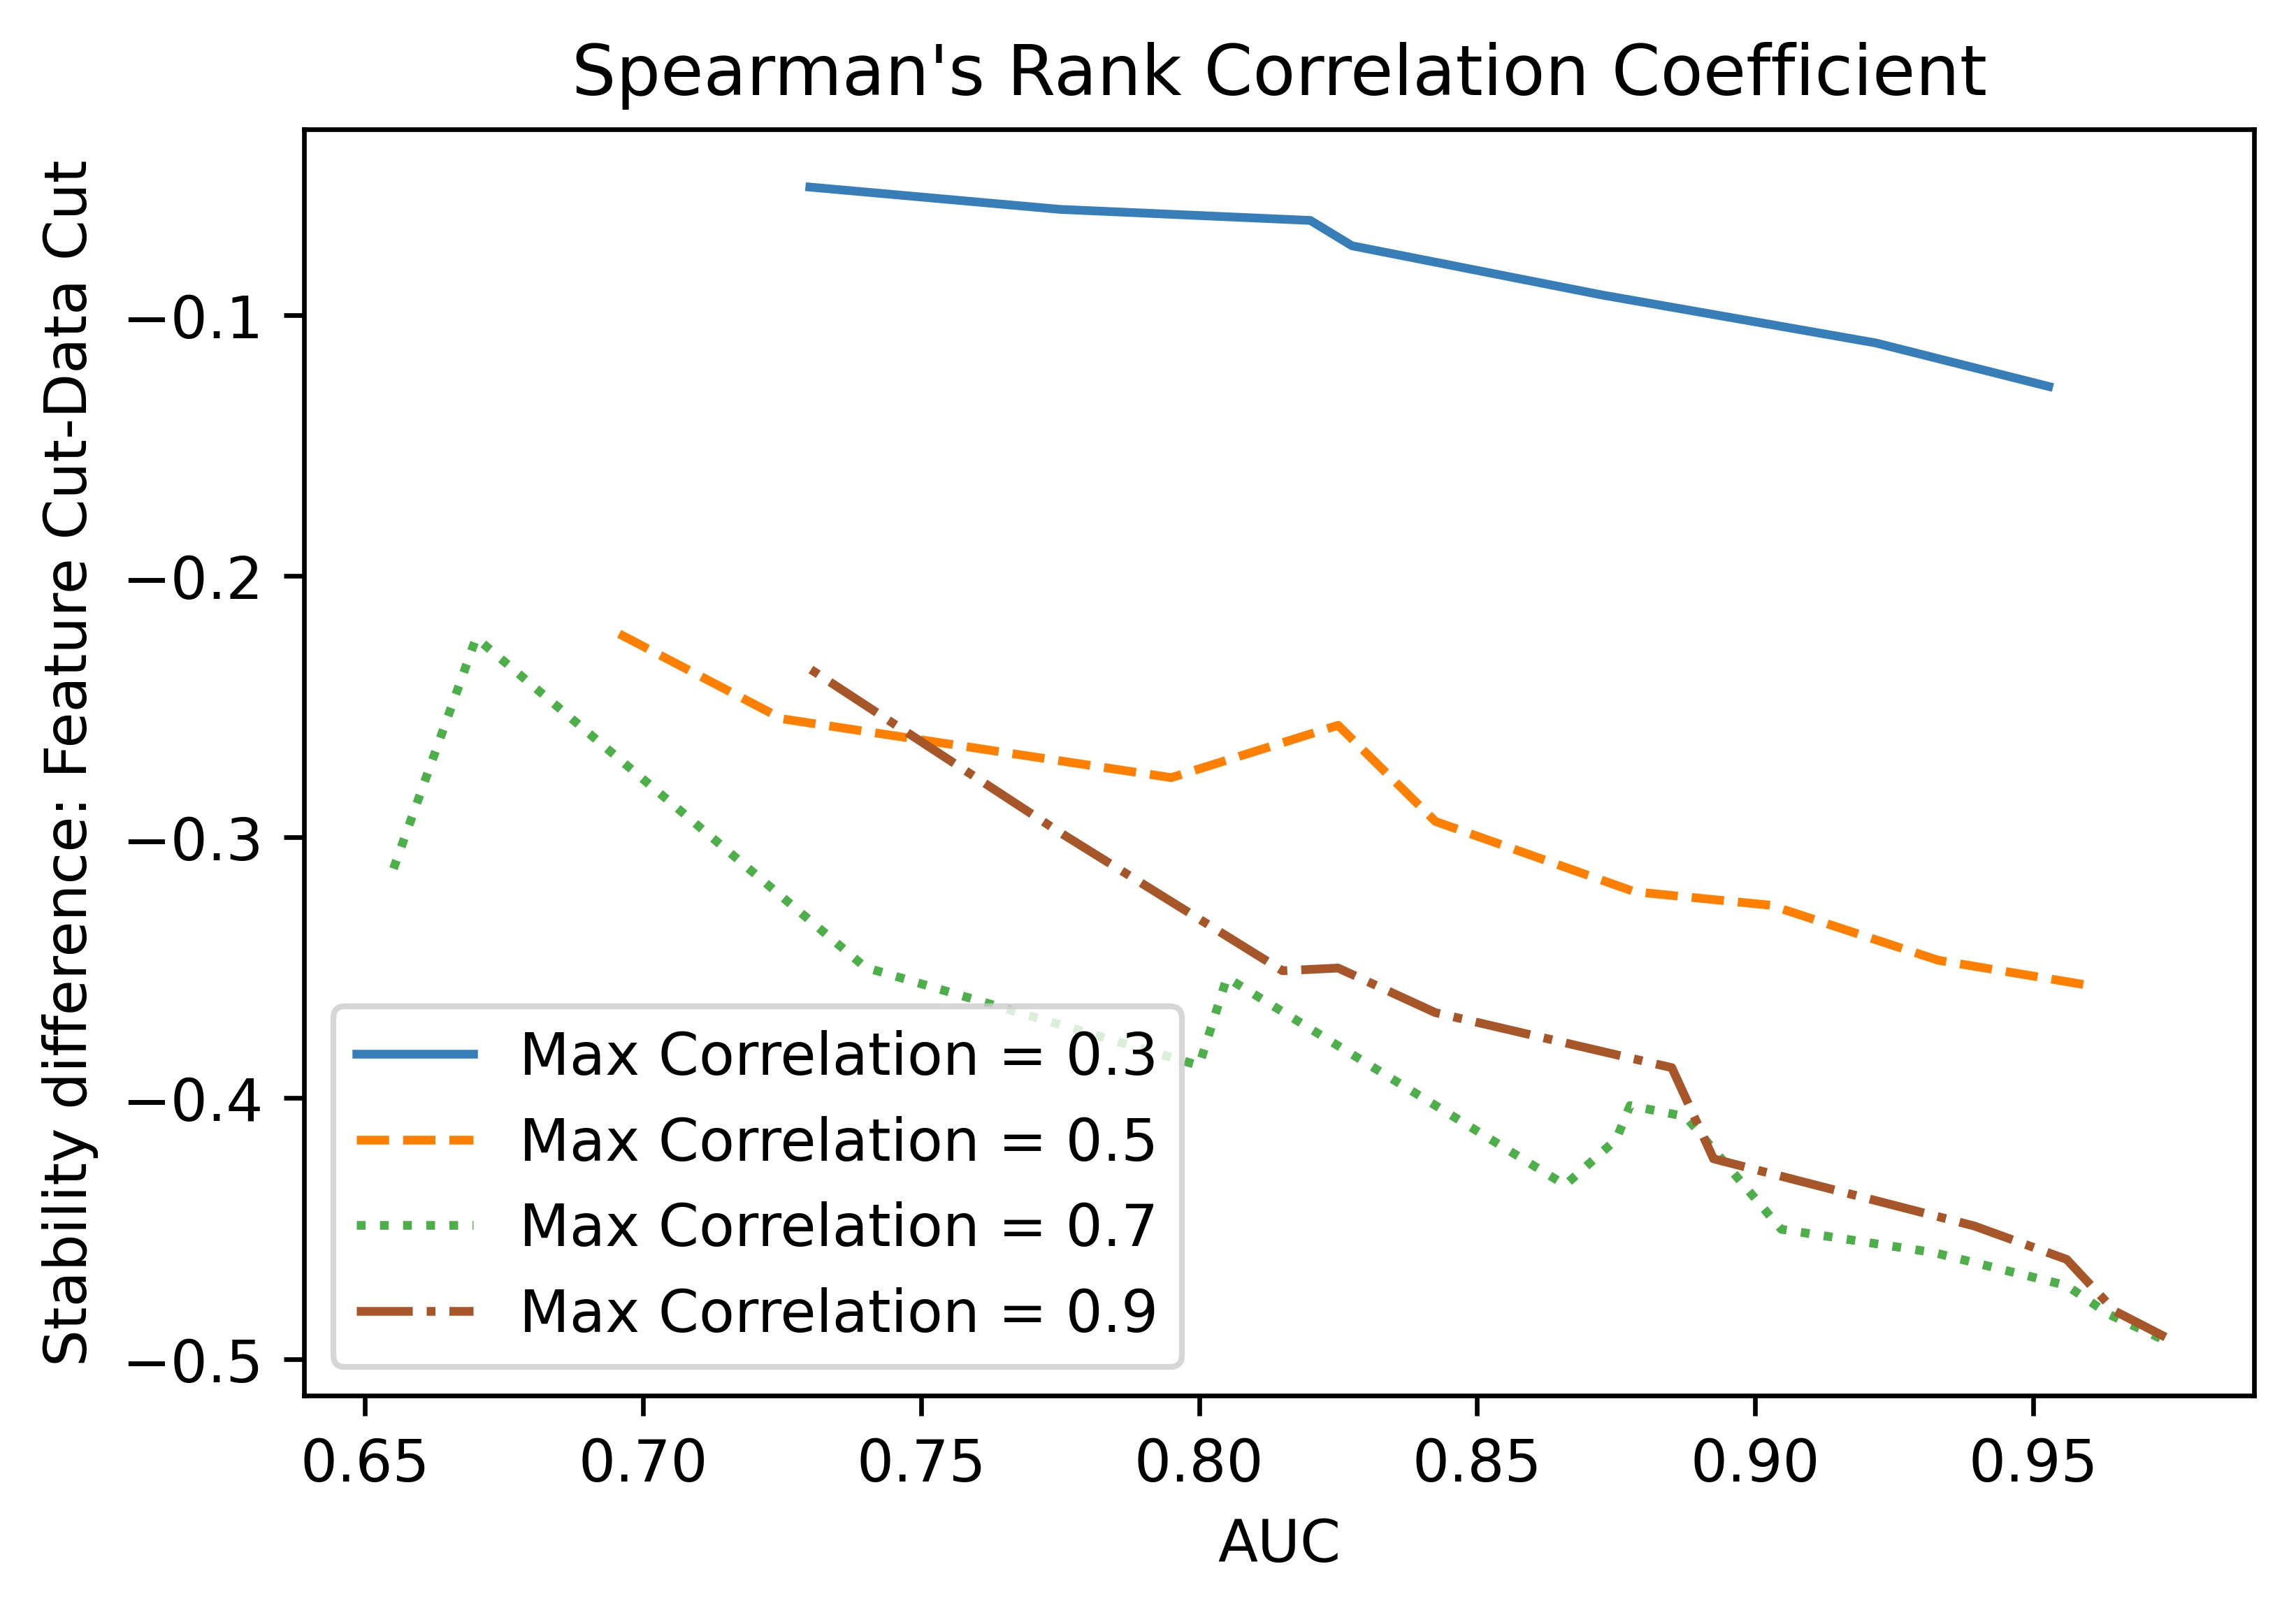 Spearman's Rank Correlation Coefficient
Stability difference: Feature Cut-Data Cut
−0.1
−0.2
−0.3
−0.4
−0.5
Max Correlation = 0.3
Max Correlation = 0.5
Max Correlation = 0.7
Max Correlation = 0.9
0.65 0.70 0.75 0.80 0.85 0.90 0.95
AUC